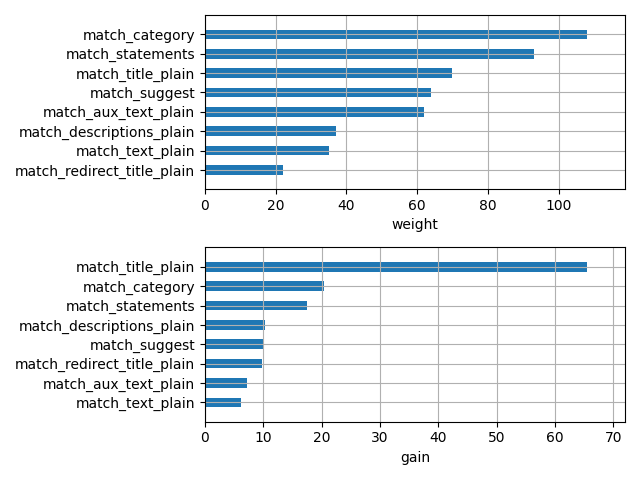 match_category
match_statements
match_title_plain
match_suggest
match_aux_text_plain
match_descriptions_plain
match_text_plain
match_redirect_title_plain
0 20 40 60 80 100
weight
match_title_plain
match_category
match_statements
match_descriptions_plain
match_suggest
match_redirect_title_plain
match_aux_text_plain
match_text_plain
0 10 20 30 40 50 60 70
gain